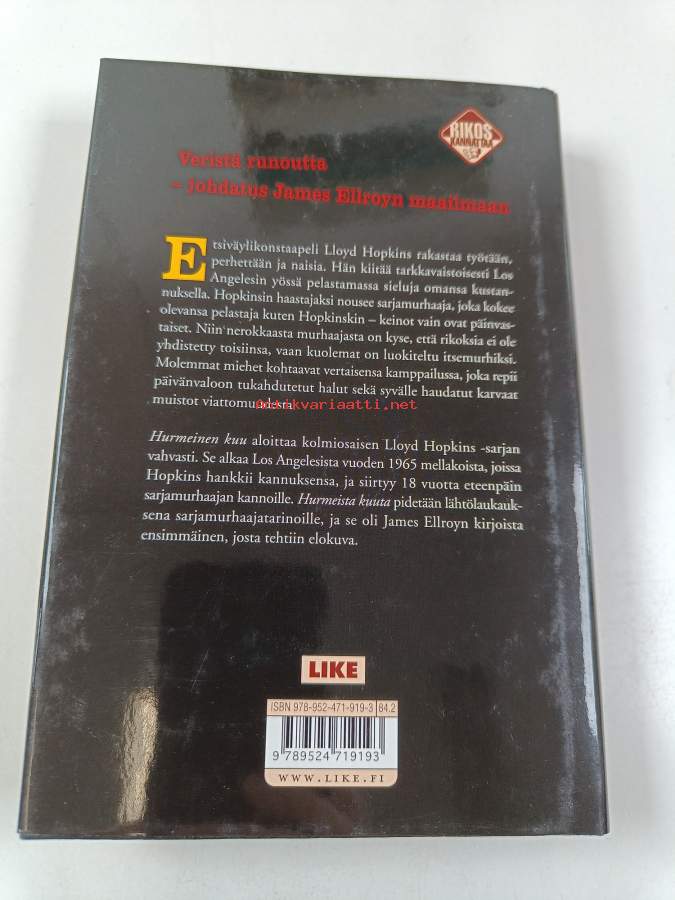 RIKOS
KANNATTAA
Veristä runoutta
– johdatus James Ellroyn maailmaan
Etsiväylikonstaapeli Lloyd Hopkins rakastaa työtään,
perhettään ja naisia. Hän kiitää tarkkavaistoisesti Los
Angelesin yössä pelastamassa sieluja omansa kustan-
nuksella. Hopkinsin haastajaksi nousee sarjamurhaaja, joka kokee
olevansa pelastaja kuten Hopkinskin – keinot vain ovat päinvas-
taiset. Niin nerokkaasta murhaajasta on kyse, että rikoksia ei ole
yhdistetty toisiinsa, vaan kuolemat on luokiteltu itsemurhiksi.
Molemmat miehet kohtaavat vertaisensa kamppailussa, joka repii
päivänvaloon tukahdutetut halut sekä syvälle haudatut karvaat
muistot viattomuudesta.
Antikvariaatti.net
Hurmeinen kuu aloittaa kolmiosaisen Lloyd Hopkins -sarjan
vahvasti. Se alkaa Los Angelesista vuoden 1965 mellakoista, joissa
Hopkins hankkii kannuksensa, ja siirtyy 18 vuotta eteenpäin
sarjamurhaajan kannoille. Hurmeista kuuta pidetään lähtölaukauk-
sena sarjamurhaajatarinoille, ja se oli James Ellroyn kirjoista
ensimmäinen, josta tehtiin elokuva.
LIKE
ISBN 978-952-471-919-3 84.2
9 789524 719193
WWW.LIKE.FI